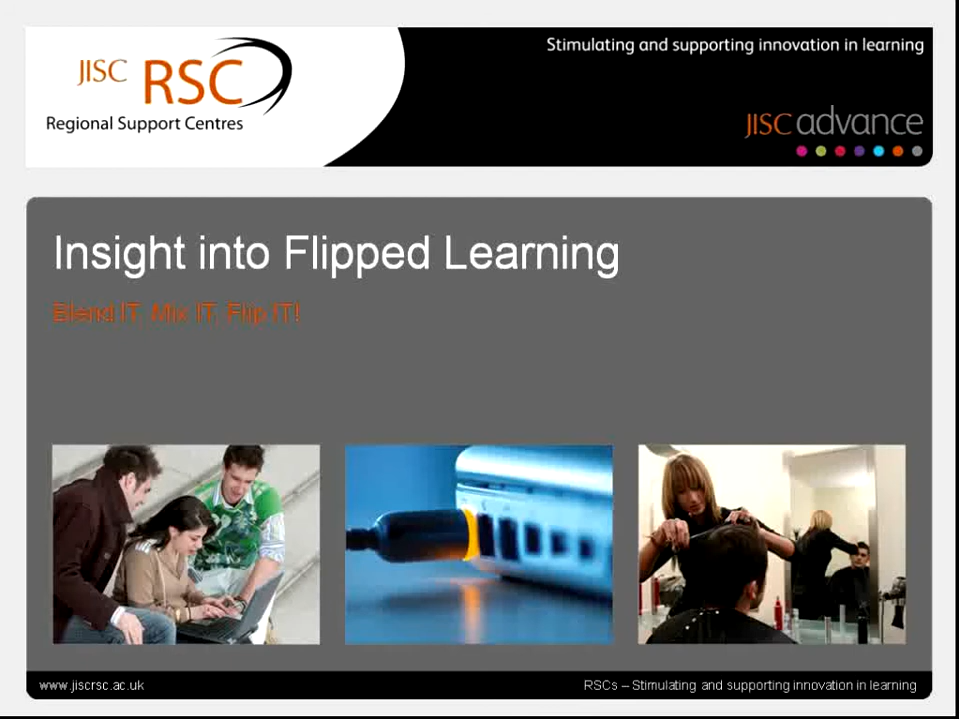 Stimulating and supporting innovation in learning
JISC RSC
Regional Support Centres
JISC advance
Insight into Flipped Learning
Blend IT, Mix IT, Flip IT!
www.jiscrsc.ac.uk
RSCs – Stimulating and supporting innovation in learning